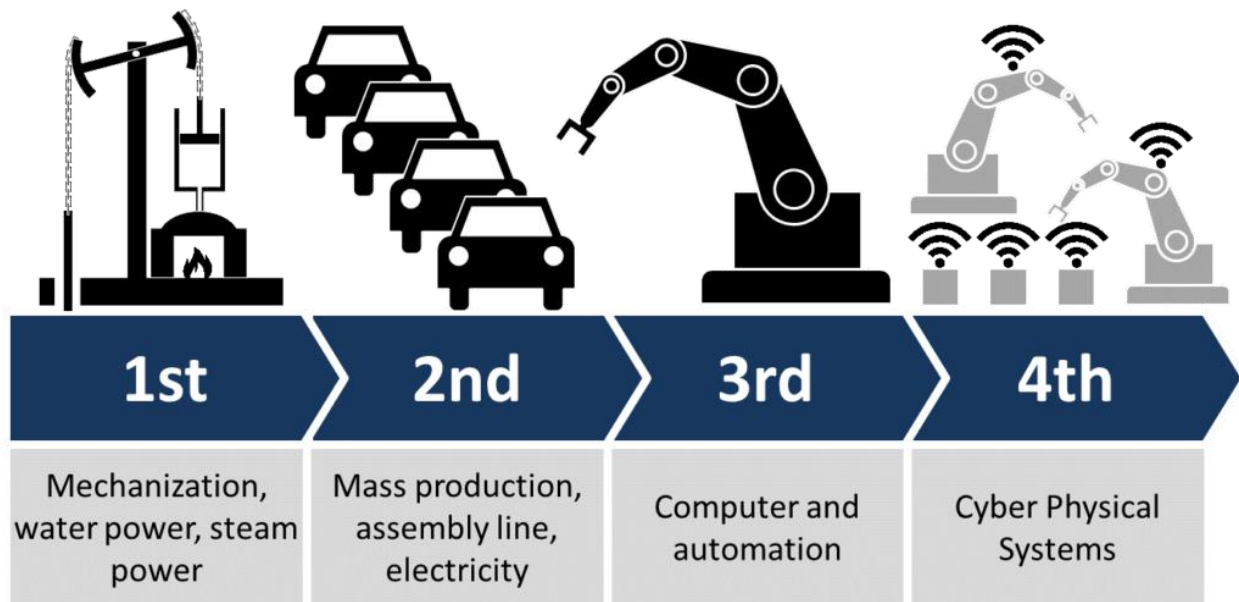 1st
2nd
3rd
4th
Mechanization,
water power, steam
power
Mass production,
assembly line,
electricity
Computer and
automation
Cyber Physical
Systems